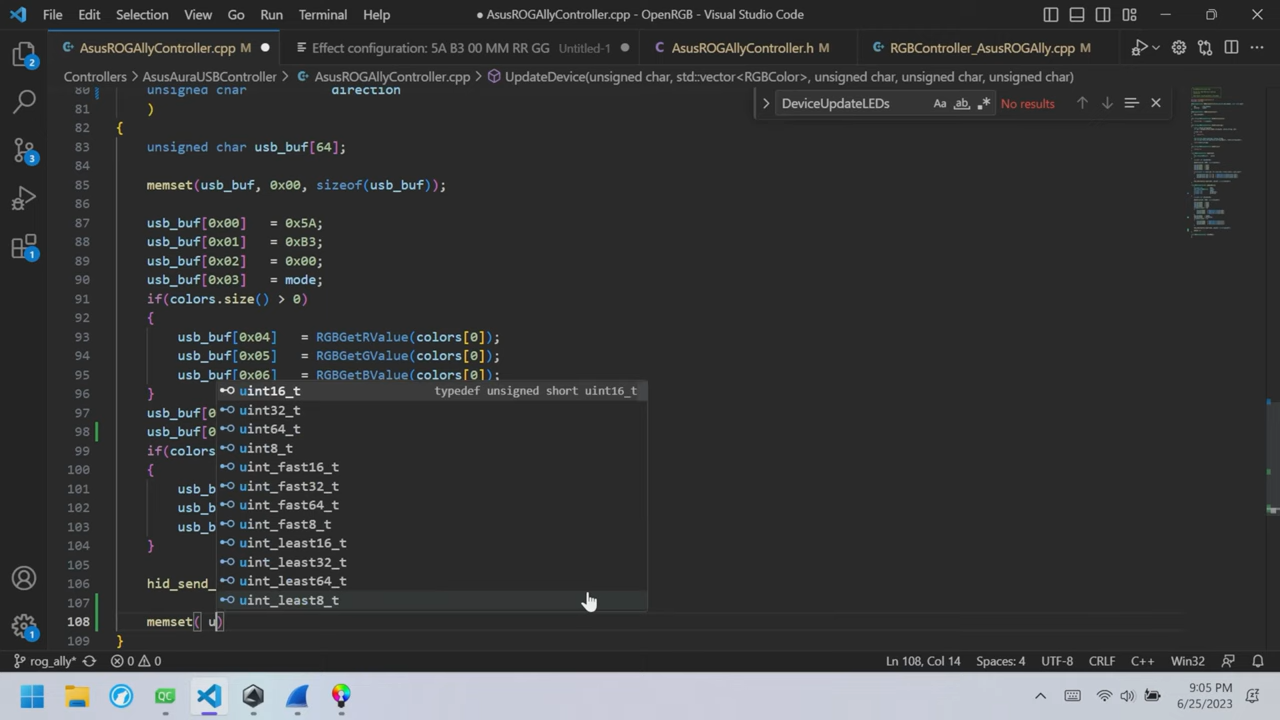 File Edit Selection View Go Run Terminal Help
AsusROGAllyController.cpp - OpenRGB - Visual Studio Code
AsusROGAllyController.cpp M
Effect configuration: 5A B3 00 MM RR GG Untitled-1
AsusROGAllyController.h M
RGBController_AsusROGAlly.cpp M
Controllers > AsusAuraUSBController > AsusROGAllyController.cpp > UpdateDevice(unsigned char, std::vector<RGBColor>, unsigned char, unsigned char, unsigned char)
DeviceUpdateLEDs Aa ab .* No results
80 unsigned char direction
81 )
82 {
83 unsigned char usb_buf[64];
84
85 memset(usb_buf, 0x00, sizeof(usb_buf));
86
87 usb_buf[0x00] = 0x5A;
88 usb_buf[0x01] = 0xB3;
89 usb_buf[0x02] = 0x00;
90 usb_buf[0x03] = mode;
91 if(colors.size() > 0)
92 {
93 usb_buf[0x04] = RGBGetRValue(colors[0]);
94 usb_buf[0x05] = RGBGetGValue(colors[0]);
95 usb_buf[0x06] = RGBGetBValue(colors[0]);
96 }
uint16_t typedef unsigned short uint16_t
uint32_t
97 usb_buf[0
uint64_t
98 usb_buf[0
uint8_t
99 if(colors
uint_fast16_t
100 {
uint_fast32_t
101 usb_b
uint_fast64_t
102 usb_b
uint_fast8_t
103 usb_b
uint_least16_t
104 }
uint_least32_t
105
uint_least64_t
106 hid_send_
uint_least8_t
107
108 memset( u)
109 }
2
3
1
1
rog_ally* 0 0 Ln 108, Col 14 Spaces: 4 UTF-8 CRLF C++ Win32
QC
9:05 PM
6/25/2023